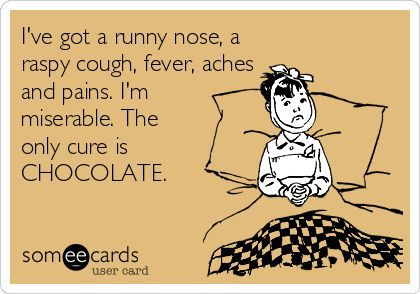 I've got a runny nose, a
raspy cough, fever, aches
and pains. I'm
miserable. The
only cure is
CHOCOLATE.
someecards
user card